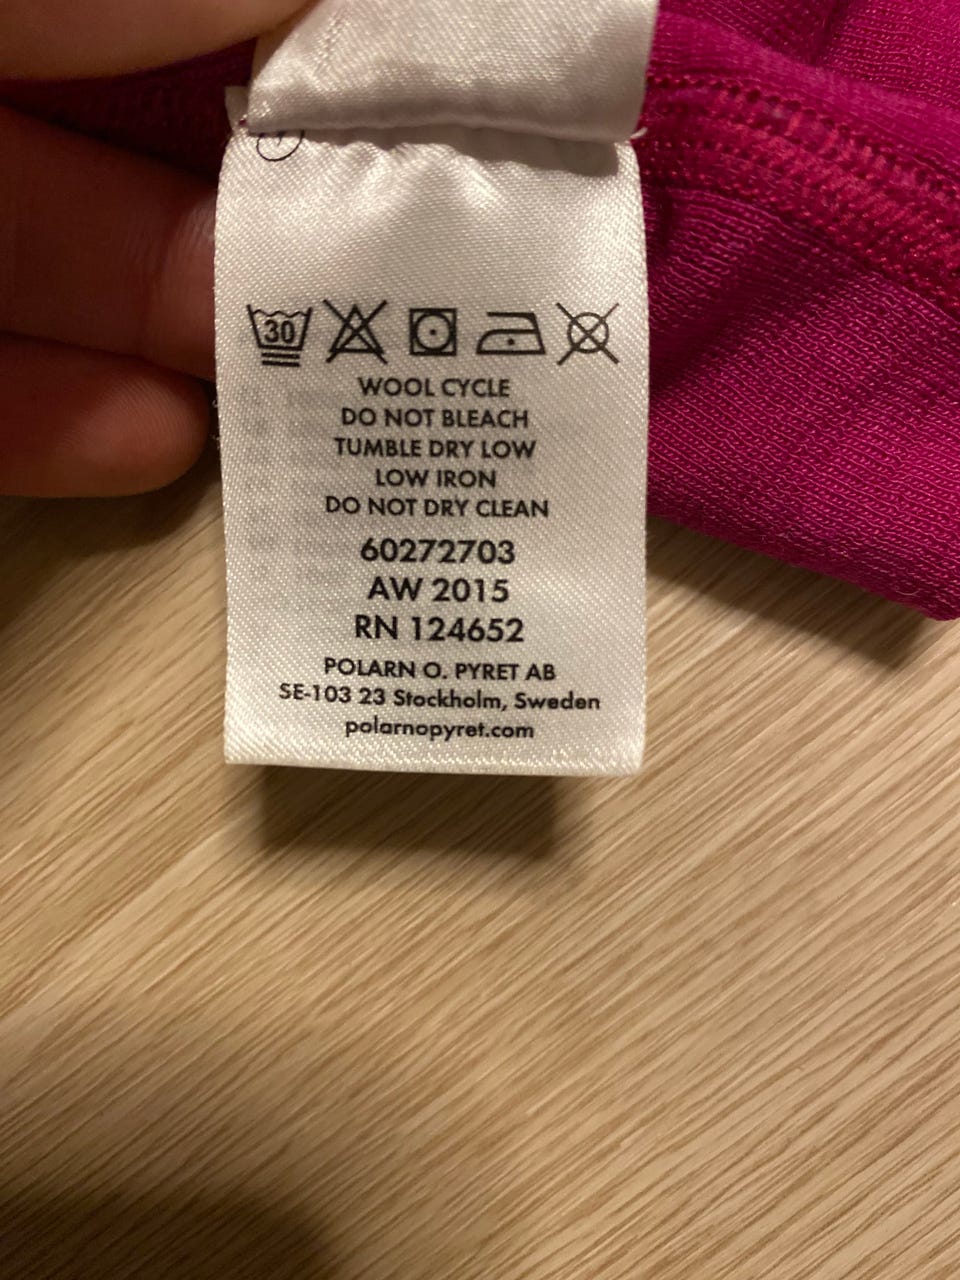 30
WOOL CYCLE
DO NOT BLEACH
TUMBLE DRY LOW
LOW IRON
DO NOT DRY CLEAN
60272703
AW 2015
RN 124652
POLARN O. PYRET AB
SE-103 23 Stockholm, Sweden
polarnopyret.com